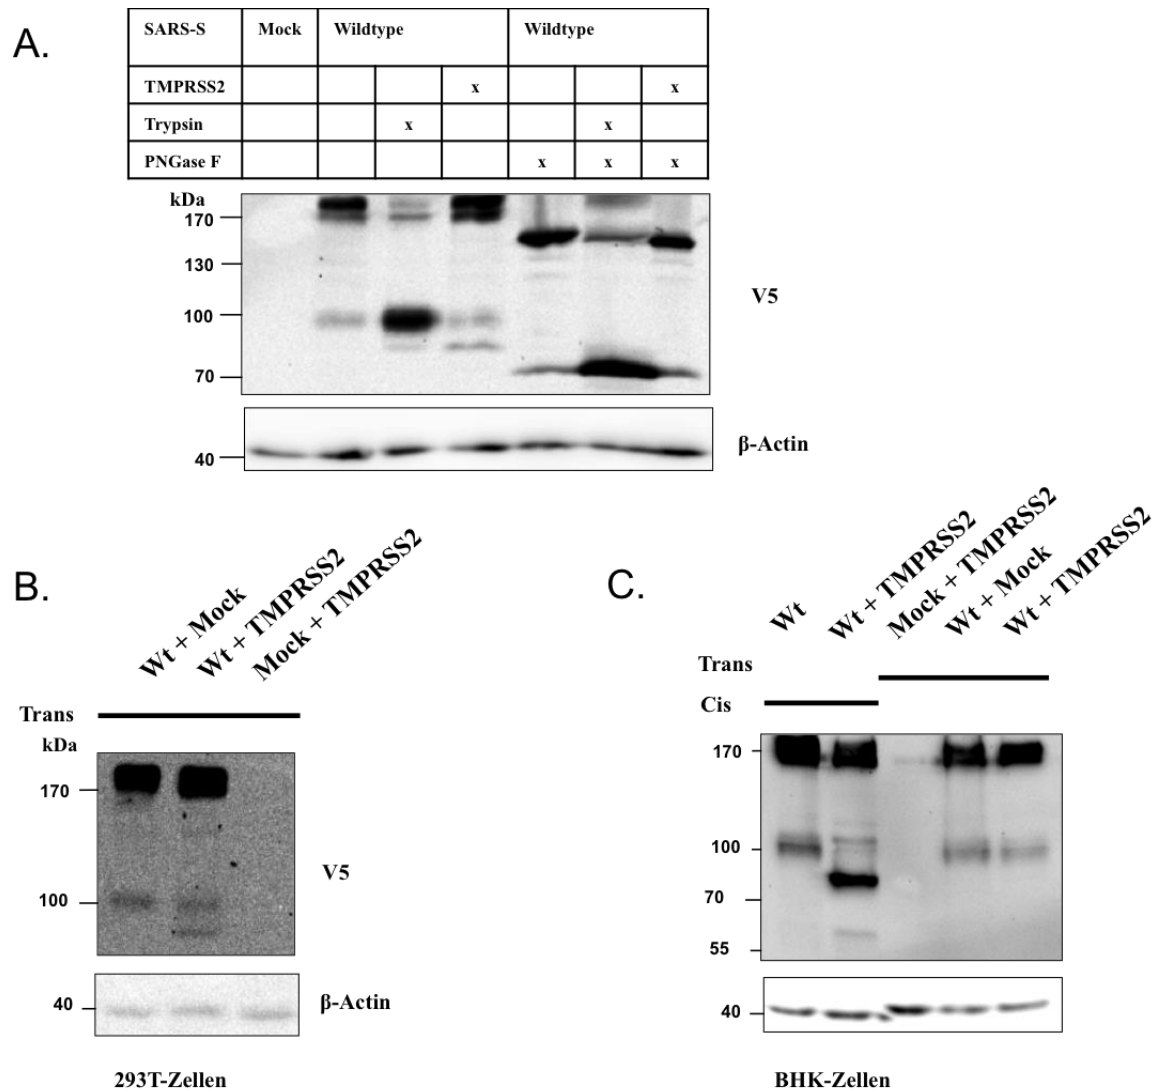 A.
SARS-S Mock Wildtype Wildtype
TMPRSS2 x x
Trypsin x x
PNGase F x x x
kDa
170
130
100
70
V5
40
β-Actin
B.
Wt + Mock
Wt + TMPRSS2
Mock + TMPRSS2
Trans
kDa
170
100
V5
40
β-Actin
293T-Zellen
C.
Wt
Wt + TMPRSS2
Mock + TMPRSS2
Wt + Mock
Wt + TMPRSS2
Trans
Cis
170
100
70
55
40
BHK-Zellen